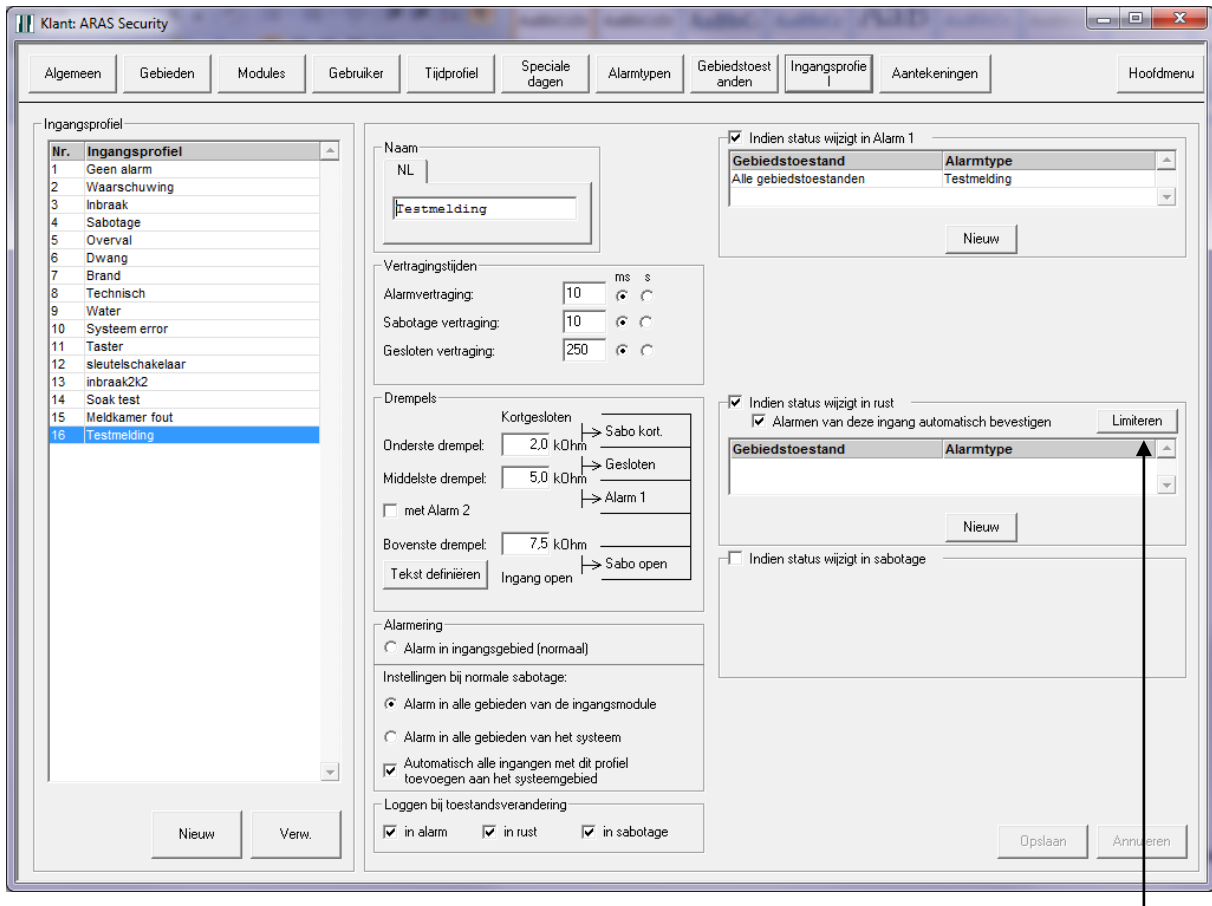 Klant: ARAS Security
Algemeen
Gebieden
Modules
Gebruiker
Tijdprofiel
Speciale
dagen
Alarmtypen
Gebiedstoest
anden
Ingangsprofie
l
Aantekeningen
Hoofdmenu
Ingangsprofiel
Nr. Ingangsprofiel
1 Geen alarm
2 Waarschuwing
3 Inbraak
4 Sabotage
5 Overval
6 Dwang
7 Brand
8 Technisch
9 Water
10 Systeem error
11 Taster
12 sleutelschakelaar
13 inbraak2k2
14 Soak test
15 Meldkamer fout
16 Testmelding
Nieuw
Verw.
Naam
NL
Testmelding
Vertragingstijden
ms s
Alarmvertraging: 10
Sabotage vertraging: 10
Gesloten vertraging: 250
Drempels
Kortgesloten
Sabo kort.
Onderste drempel: 2,0 kOhm
Gesloten
Middelste drempel: 5,0 kOhm
Alarm 1
met Alarm 2
Bovenste drempel: 7,5 kOhm
Sabo open
Tekst definiëren
Ingang open
Alarmering
Alarm in ingangsgebied (normaal)
Instellingen bij normale sabotage:
Alarm in alle gebieden van de ingangsmodule
Alarm in alle gebieden van het systeem
Automatisch alle ingangen met dit profiel
toevoegen aan het systeemgebied
Loggen bij toestandsverandering
in alarm
in rust
in sabotage
Indien status wijzigt in Alarm 1
Gebiedstoestand Alarmtype
Alle gebiedstoestanden Testmelding
Nieuw
Indien status wijzigt in rust
Alarmen van deze ingang automatisch bevestigen
Limiteren
Gebiedstoestand Alarmtype
Nieuw
Indien status wijzigt in sabotage
Opslaan
Annuleren